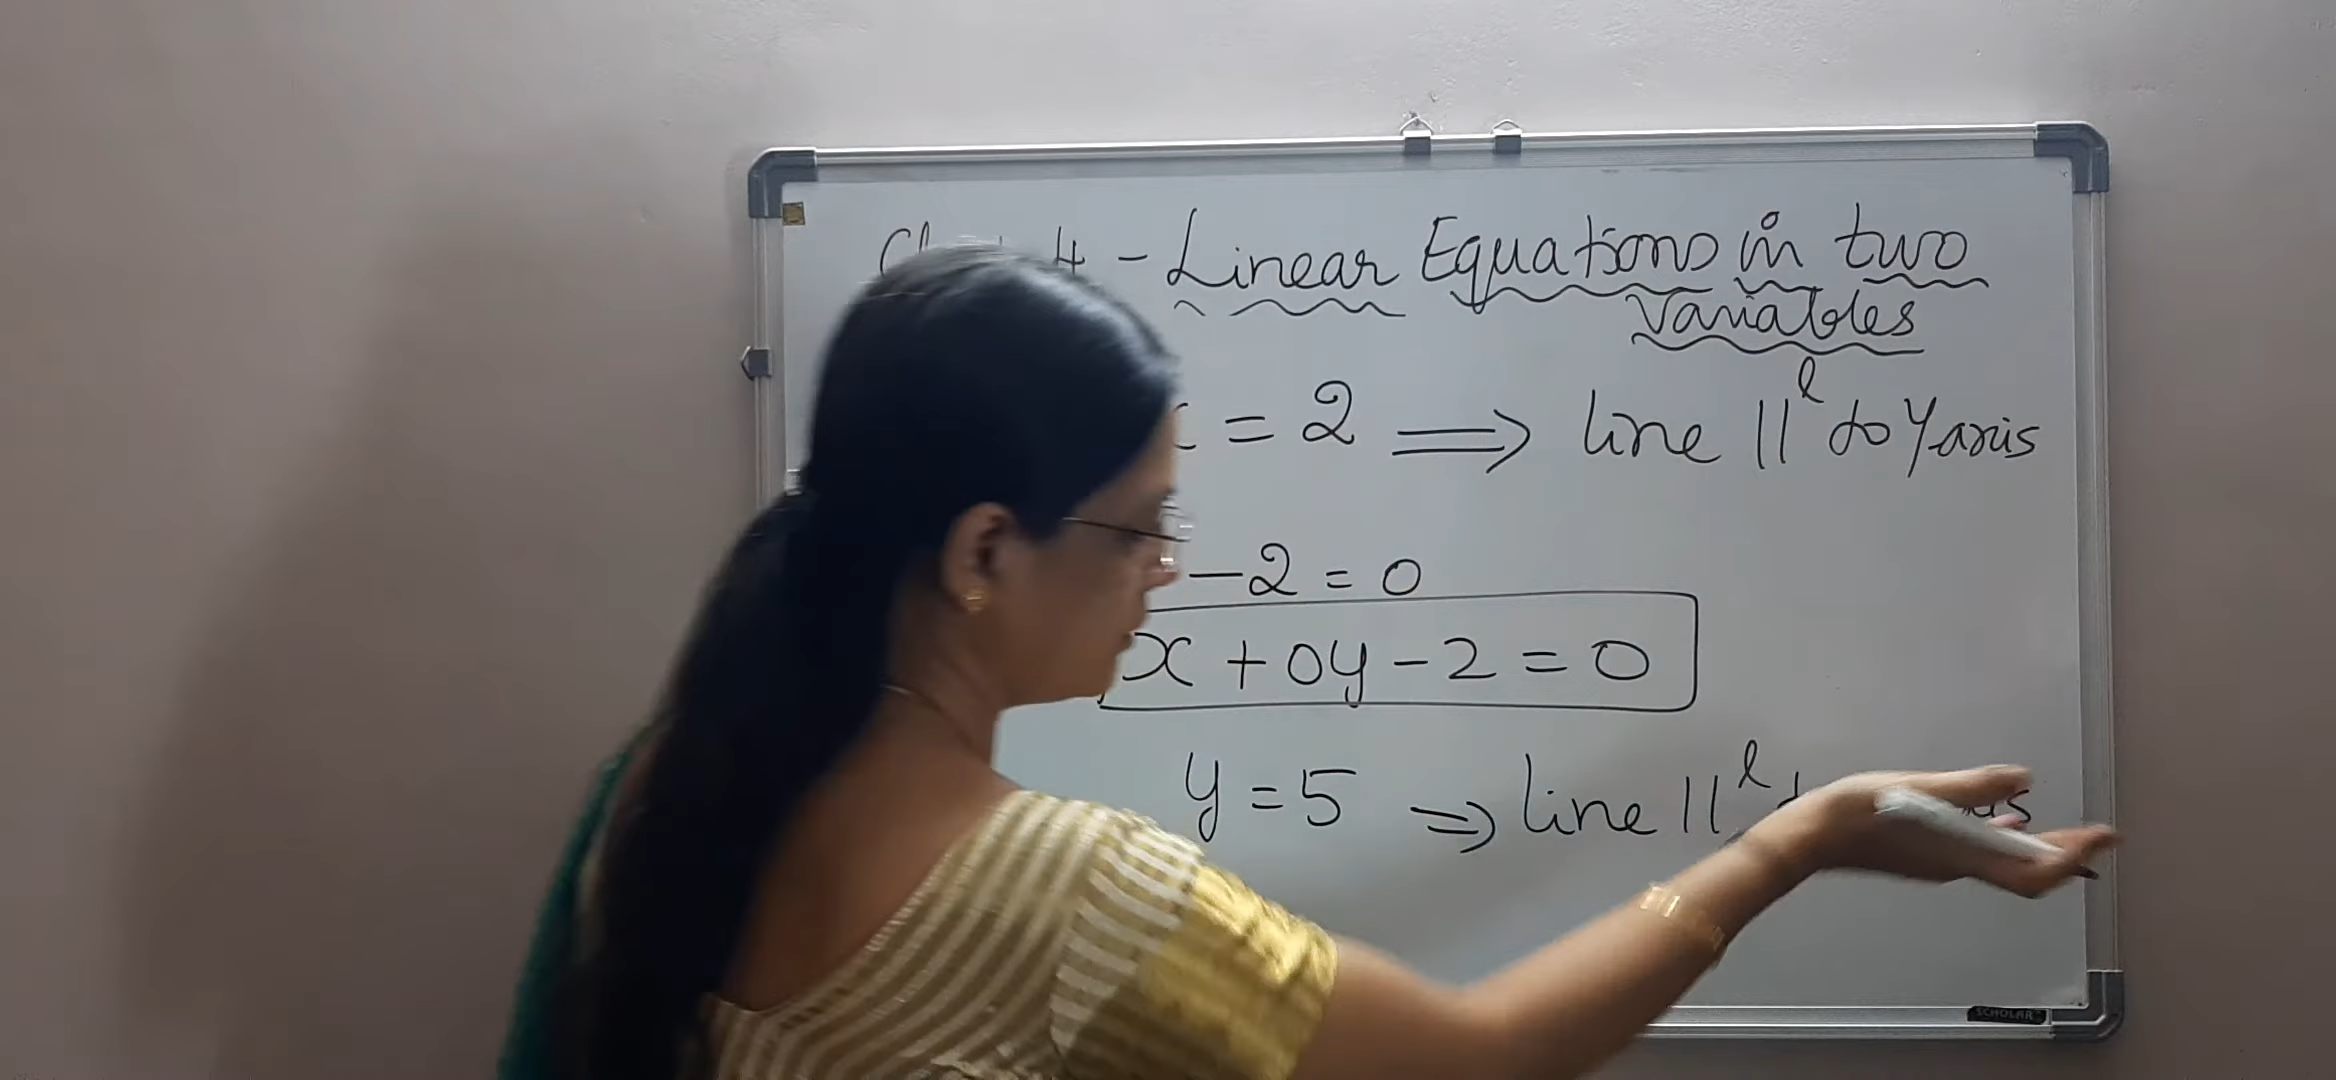 4 - Linear Equations in two
Variables
= 2 ⟹ line ||ˡ to Y axis
- 2 = 0
x + 0y - 2 = 0
y = 5 ⟹ line ||ˡ
SCHOLAR